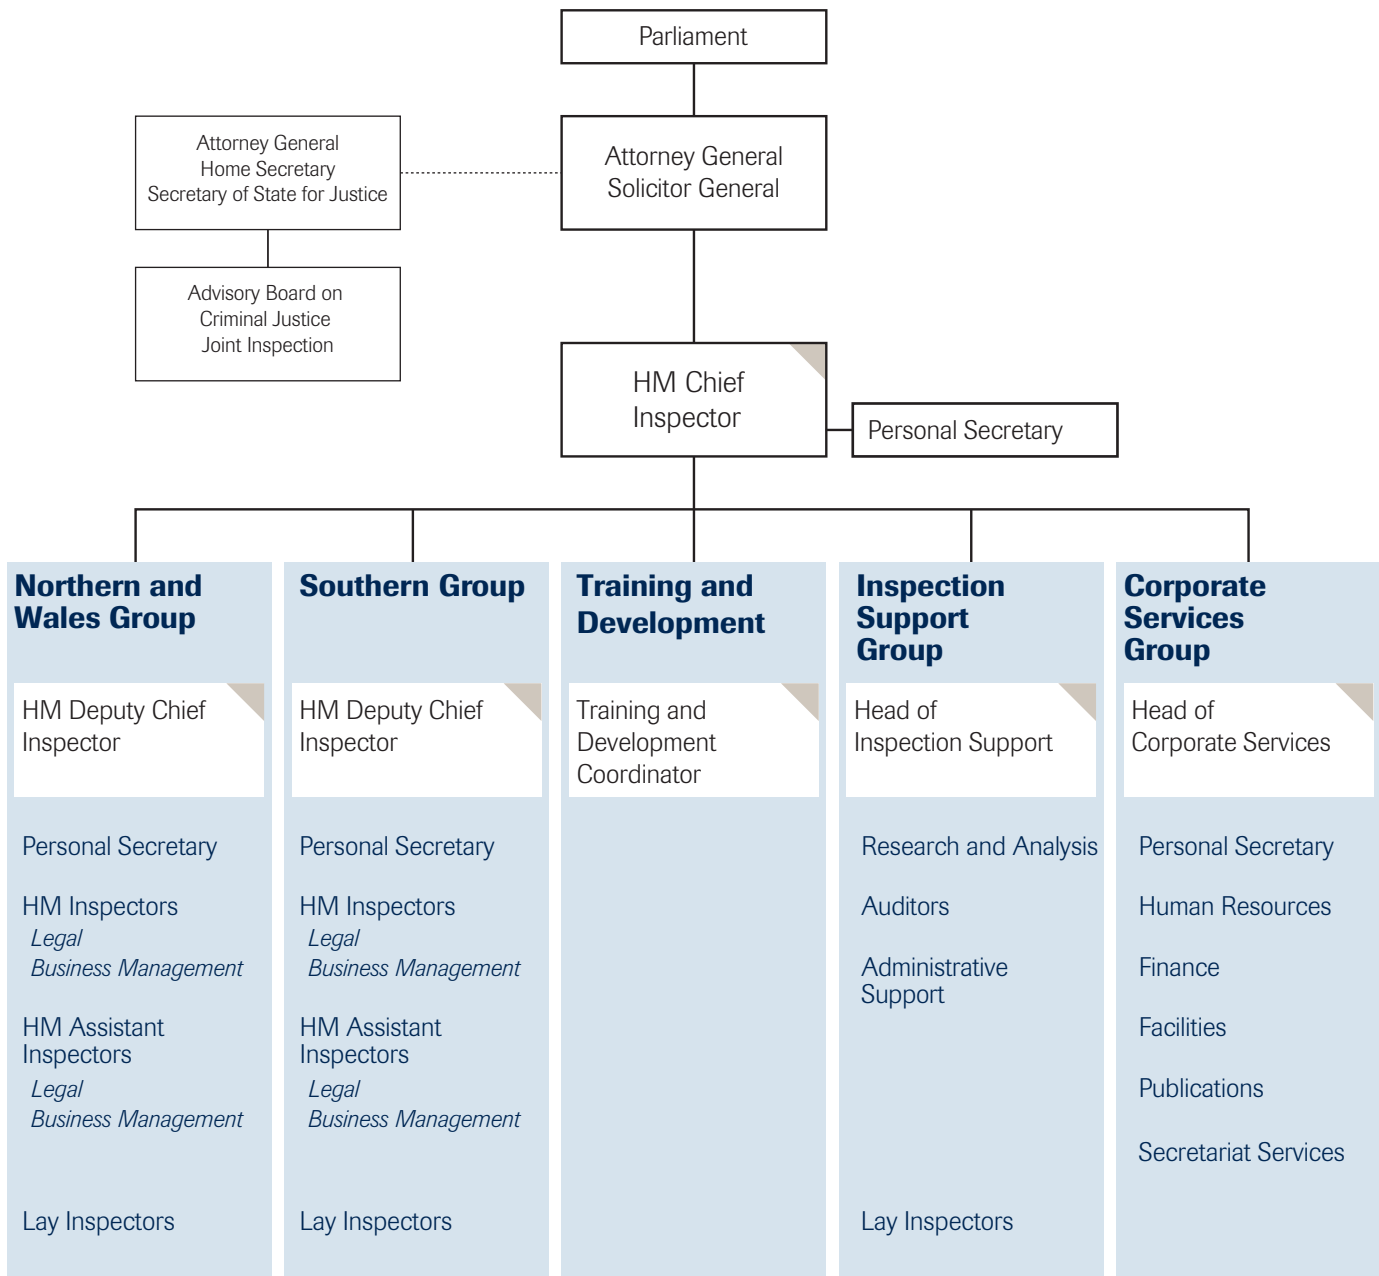 Parliament
Attorney General
Home Secretary
Secretary of State for Justice
Attorney General
Solicitor General
Advisory Board on
Criminal Justice
Joint Inspection
HM Chief
Inspector
Personal Secretary
Northern and
Wales Group
HM Deputy Chief
Inspector
Personal Secretary
HM Inspectors
Legal
Business Management
HM Assistant
Inspectors
Legal
Business Management
Lay Inspectors
Southern Group
HM Deputy Chief
Inspector
Personal Secretary
HM Inspectors
Legal
Business Management
HM Assistant
Inspectors
Legal
Business Management
Lay Inspectors
Training and
Development
Training and
Development
Coordinator
Inspection
Support
Group
Head of
Inspection Support
Research and Analysis
Auditors
Administrative
Support
Lay Inspectors
Corporate
Services
Group
Head of
Corporate Services
Personal Secretary
Human Resources
Finance
Facilities
Publications
Secretariat Services